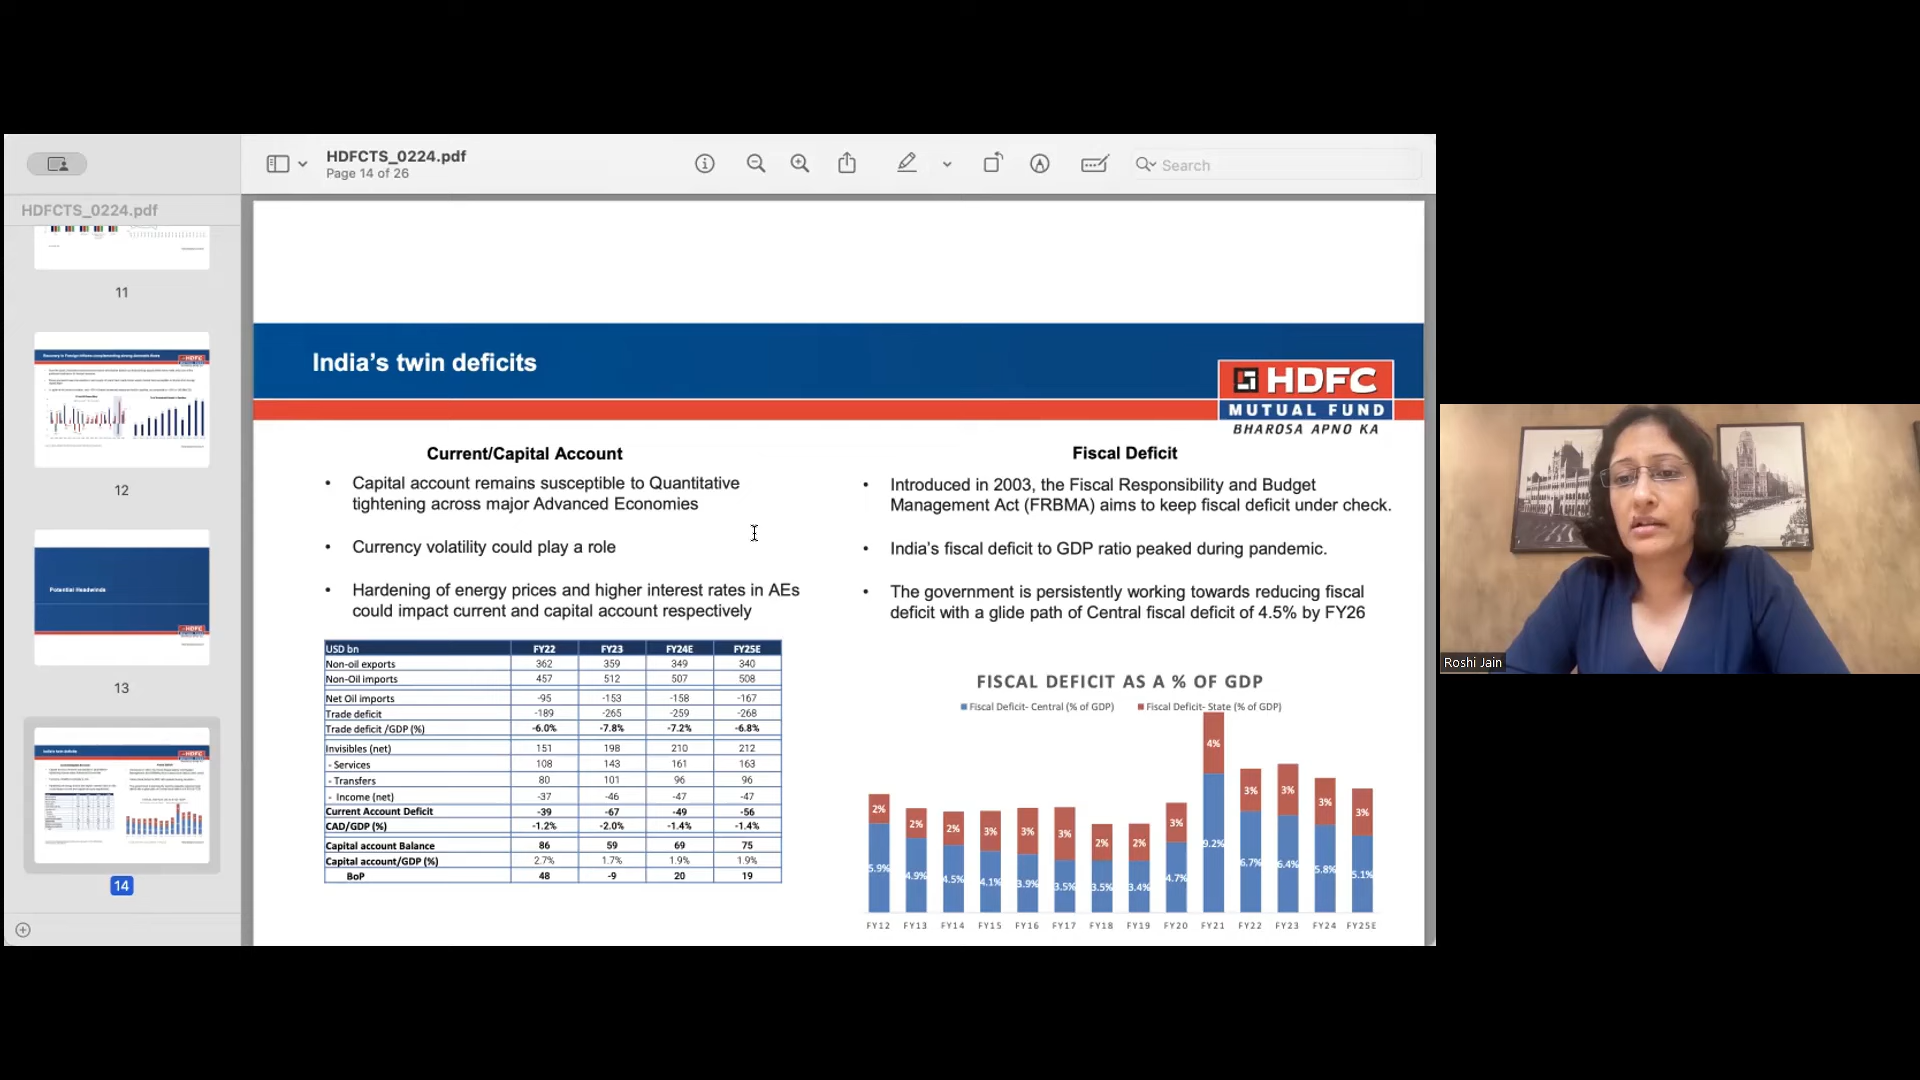 HDFCTS_0224.pdf
Page 14 of 26
Search
HDFCTS_0224.pdf
11
12
Potential Headwinds
13
14
India's twin deficits
HDFC
MUTUAL FUND
BHAROSA APNO KA
Current/Capital Account
• Capital account remains susceptible to Quantitative
tightening across major Advanced Economies
• Currency volatility could play a role
• Hardening of energy prices and higher interest rates in AEs
could impact current and capital account respectively
USD bn FY22 FY23 FY24E FY25E
Non-oil exports 362 359 349 340
Non-Oil imports 457 512 507 508
Net Oil imports -95 -153 -158 -167
Trade deficit -189 -265 -259 -268
Trade deficit /GDP (%) -6.0% -7.8% -7.2% -6.8%
Invisibles (net) 151 198 210 212
- Services 108 143 161 163
- Transfers 80 101 96 96
- Income (net) -37 -46 -47 -47
Current Account Deficit -39 -67 -49 -56
CAD/GDP (%) -1.2% -2.0% -1.4% -1.4%
Capital account Balance 86 59 69 75
Capital account/GDP (%) 2.7% 1.7% 1.9% 1.9%
BoP 48 -9 20 19
Fiscal Deficit
• Introduced in 2003, the Fiscal Responsibility and Budget
Management Act (FRBMA) aims to keep fiscal deficit under check.
• India's fiscal deficit to GDP ratio peaked during pandemic.
• The government is persistently working towards reducing fiscal
deficit with a glide path of Central fiscal deficit of 4.5% by FY26
FISCAL DEFICIT AS A % OF GDP
Fiscal Deficit- Central (% of GDP) Fiscal Deficit- State (% of GDP)
2% 2% 2% 3% 3% 3% 2% 2% 3% 4% 3% 3% 3% 3%
5.9% 4.9% 4.5% 4.1% 3.9% 3.5% 3.5% 3.4% 4.7% 9.2% 6.7% 6.4% 5.8% 5.1%
FY12 FY13 FY14 FY15 FY16 FY17 FY18 FY19 FY20 FY21 FY22 FY23 FY24 FY25E
Roshi Jain